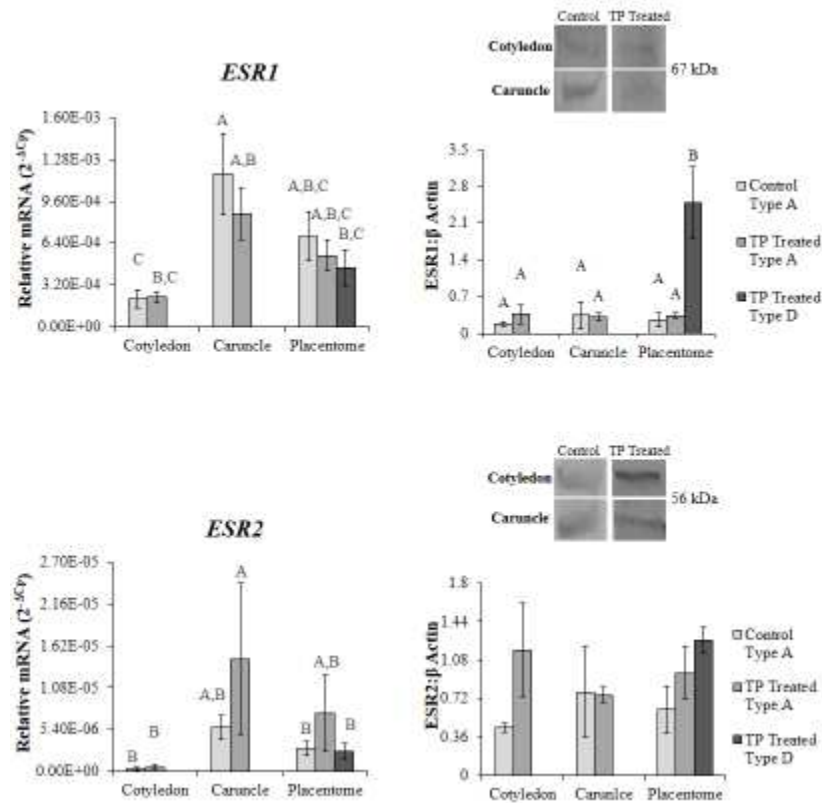 Control TP Treated
Cotyledon
Caruncle
67 kDa
ESR1
Relative mRNA (2^-ΔCp)
1.60E-03
1.28E-03
9.60E-04
6.40E-04
3.20E-04
0.00E+00
C
B,C
A
A,B
A,B,C
A,B,C
B,C
Cotyledon Caruncle Placentome
ESR1:β Actin
3.5
2.8
2.1
1.4
0.7
0
A
A
A
A
A
A
B
Cotyledon Caruncle Placentome
Control
Type A
TP Treated
Type A
TP Treated
Type D
Control TP Treated
Cotyledon
Caruncle
56 kDa
ESR2
Relative mRNA (2^-ΔCp)
2.70E-05
2.16E-05
1.62E-05
1.08E-05
5.40E-06
0.00E+00
B
B
A,B
A
B
A,B
B
Cotyledon Caruncle Placentome
ESR2:β Actin
1.8
1.44
1.08
0.72
0.36
0
Cotyledon Carunlce Placentome
Control
Type A
TP Treated
Type A
TP Treated
Type D